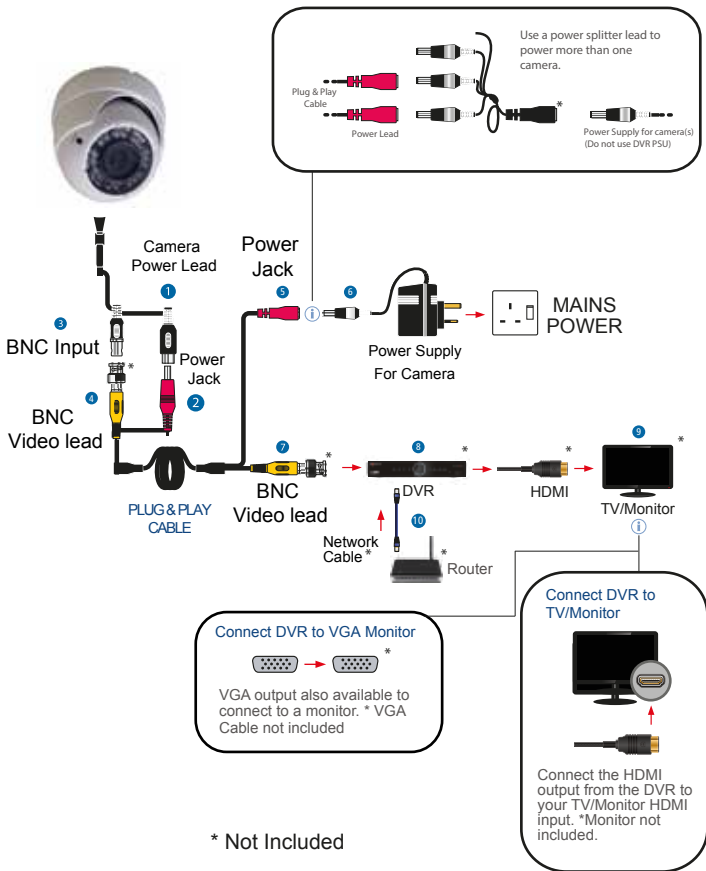 Use a power splitter lead to
power more than one
camera.
*
Plug & Play
Cable
Power Lead
Power Supply for camera(s)
(Do not use DVR PSU)
Camera
Power Lead
1
Power
Jack
5
i
6
3
BNC Input
*
Power
Jack
2
4
BNC
Video lead
Power Supply
For Camera
MAINS
POWER
PLUG & PLAY
CABLE
7
*
BNC
Video lead
8
*
DVR
*
HDMI
9
*
TV/Monitor
i
10
Network
Cable *
*
Router
Connect DVR to VGA Monitor
*
VGA output also available to
connect to a monitor. * VGA
Cable not included
Connect DVR to
TV/Monitor
Connect the HDMI
output from the DVR to
your TV/Monitor HDMI
input. *Monitor not
included.
* Not Included